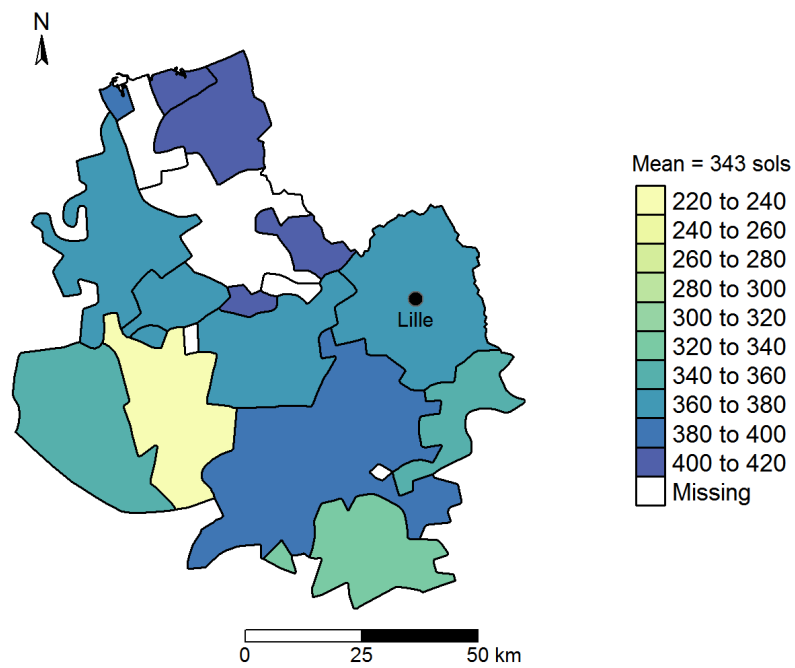 N
Mean = 343 sols
220 to 240
240 to 260
260 to 280
280 to 300
300 to 320
320 to 340
340 to 360
360 to 380
380 to 400
400 to 420
Missing
Lille
0 25 50 km